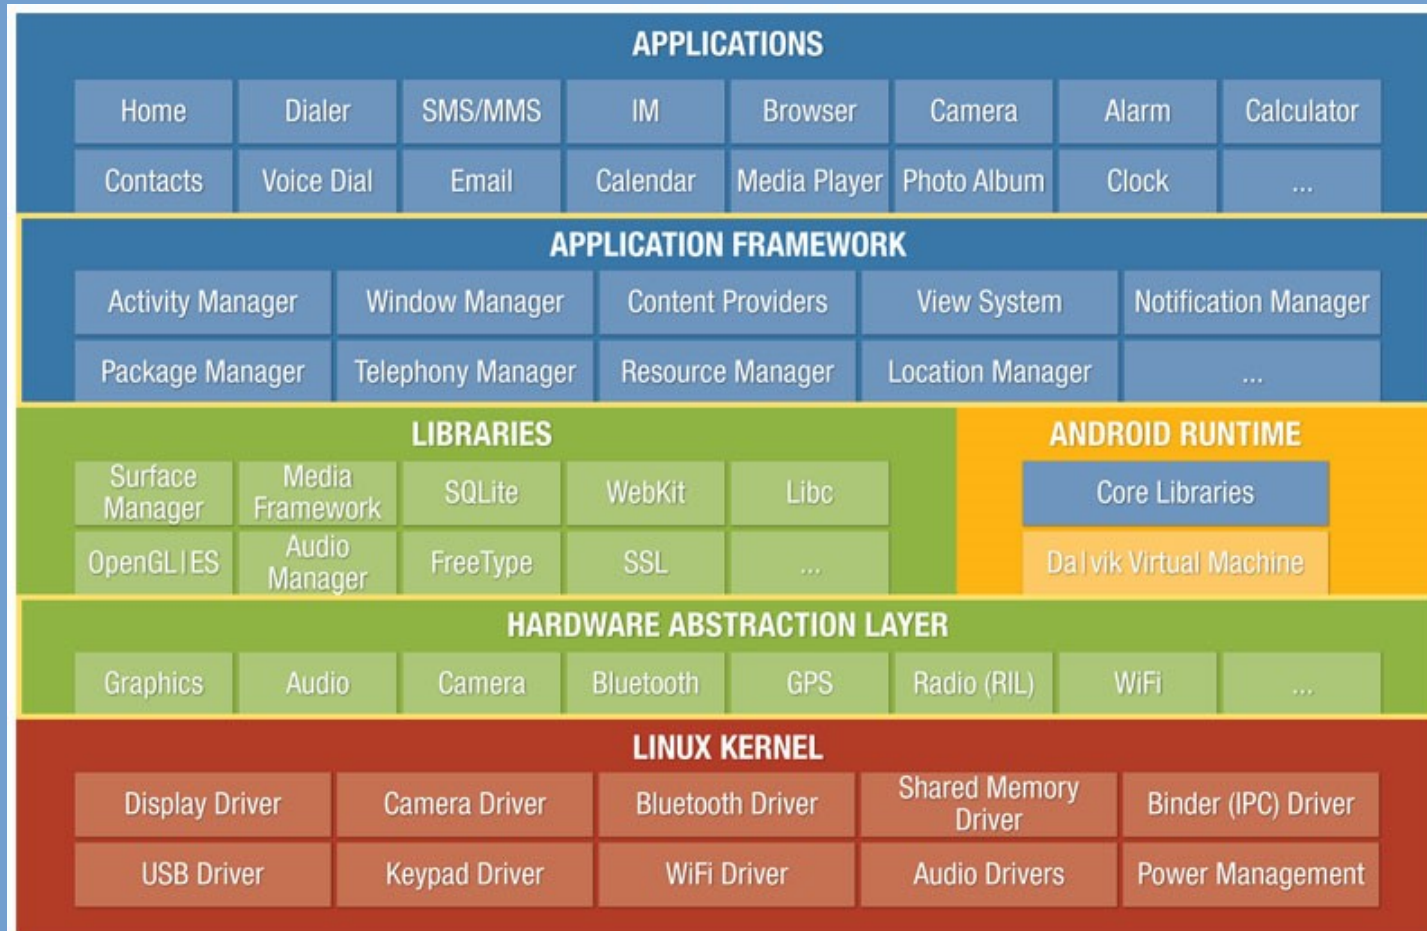 APPLICATIONS
Home Dialer SMS/MMS IM Browser Camera Alarm Calculator
Contacts Voice Dial Email Calendar Media Player Photo Album Clock ...
APPLICATION FRAMEWORK
Activity Manager Window Manager Content Providers View System Notification Manager
Package Manager Telephony Manager Resource Manager Location Manager ...
LIBRARIES
Surface
Manager
Media
Framework
SQLite WebKit Libc
OpenGL|ES
Audio
Manager
FreeType SSL ...
ANDROID RUNTIME
Core Libraries
Dalvik Virtual Machine
HARDWARE ABSTRACTION LAYER
Graphics Audio Camera Bluetooth GPS Radio (RIL) WiFi ...
LINUX KERNEL
Display Driver Camera Driver Bluetooth Driver
Shared Memory
Driver
Binder (IPC) Driver
USB Driver Keypad Driver WiFi Driver Audio Drivers Power Management